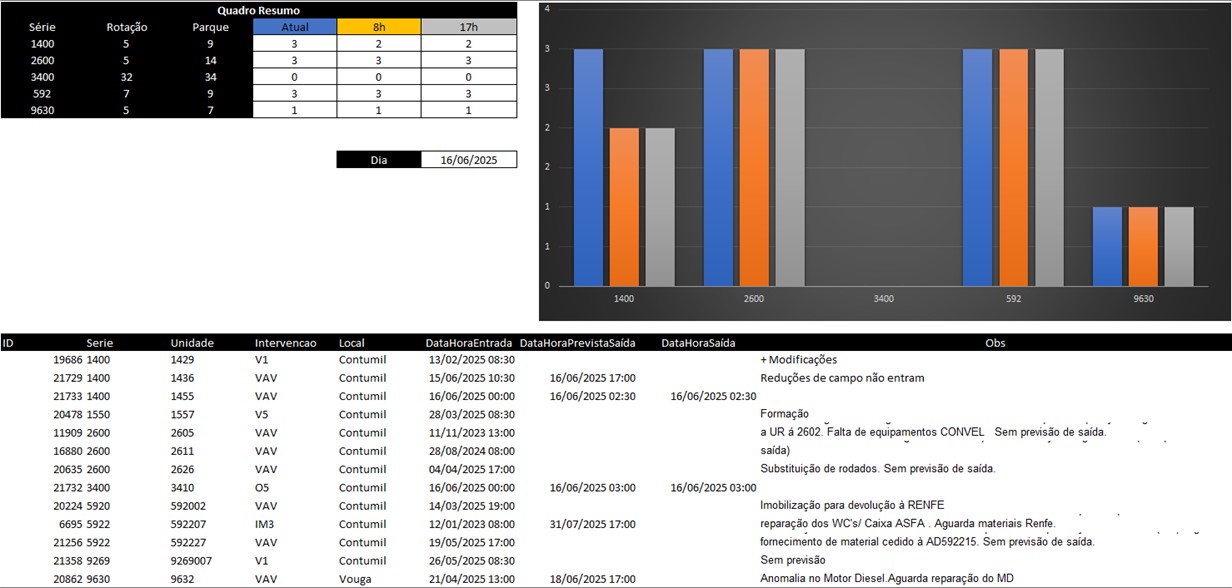 Quadro Resumo
Série Rotação Parque Atual 8h 17h
1400 5 9 3 2 2
2600 5 14 3 3 3
3400 32 34 0 0 0
592 7 9 3 3 3
9630 5 7 1 1 1
Dia 16/06/2025
4
3
3
2
2
1
1
0
1400 2600 3400 592 9630
ID Serie Unidade Intervencao Local DataHoraEntrada DataHoraPrevistaSaída DataHoraSaída Obs
19686 1400 1429 V1 Contumil 13/02/2025 08:30 + Modificações
21729 1400 1436 VAV Contumil 15/06/2025 10:30 16/06/2025 17:00 Reduções de campo não entram
21733 1400 1455 VAV Contumil 16/06/2025 00:00 16/06/2025 02:30 16/06/2025 02:30
20478 1550 1557 V5 Contumil 28/03/2025 08:30 Formação
11909 2600 2605 VAV Contumil 11/11/2023 13:00 a UR á 2602. Falta de equipamentos CONVEL Sem previsão de saída.
16880 2600 2611 VAV Contumil 28/08/2024 08:00 saída)
20635 2600 2626 VAV Contumil 04/04/2025 17:00 Substituição de rodados. Sem previsão de saída.
21732 3400 3410 O5 Contumil 16/06/2025 00:00 16/06/2025 03:00 16/06/2025 03:00
20224 5920 592002 VAV Contumil 14/03/2025 19:00 Imobilização para devolução à RENFE
6695 5922 592207 IM3 Contumil 12/01/2023 08:00 31/07/2025 17:00 reparação dos WC's/ Caixa ASFA . Aguarda materiais Renfe.
21256 5922 592227 VAV Contumil 19/05/2025 17:00 fornecimento de material cedido à AD592215. Sem previsão de saída.
21358 9269 9269007 V1 Contumil 26/05/2025 08:30 Sem previsão
20862 9630 9632 VAV Vouga 21/04/2025 13:00 18/06/2025 17:00 Anomalia no Motor Diesel.Aguarda reparação do MD